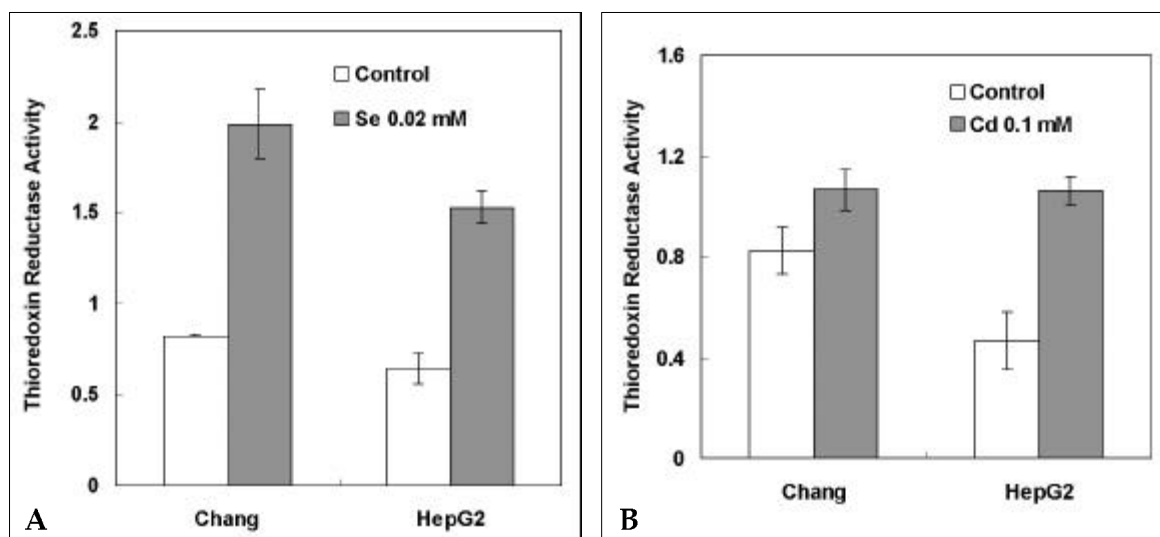 Thioredoxin Reductase Activity
2.5
2
1.5
1
0.5
0
Control
Se 0.02 mM
Chang
HepG2
A
Thioredoxin Reductase Activity
1.6
1.2
0.8
0.4
0
Control
Cd 0.1 mM
Chang
HepG2
B